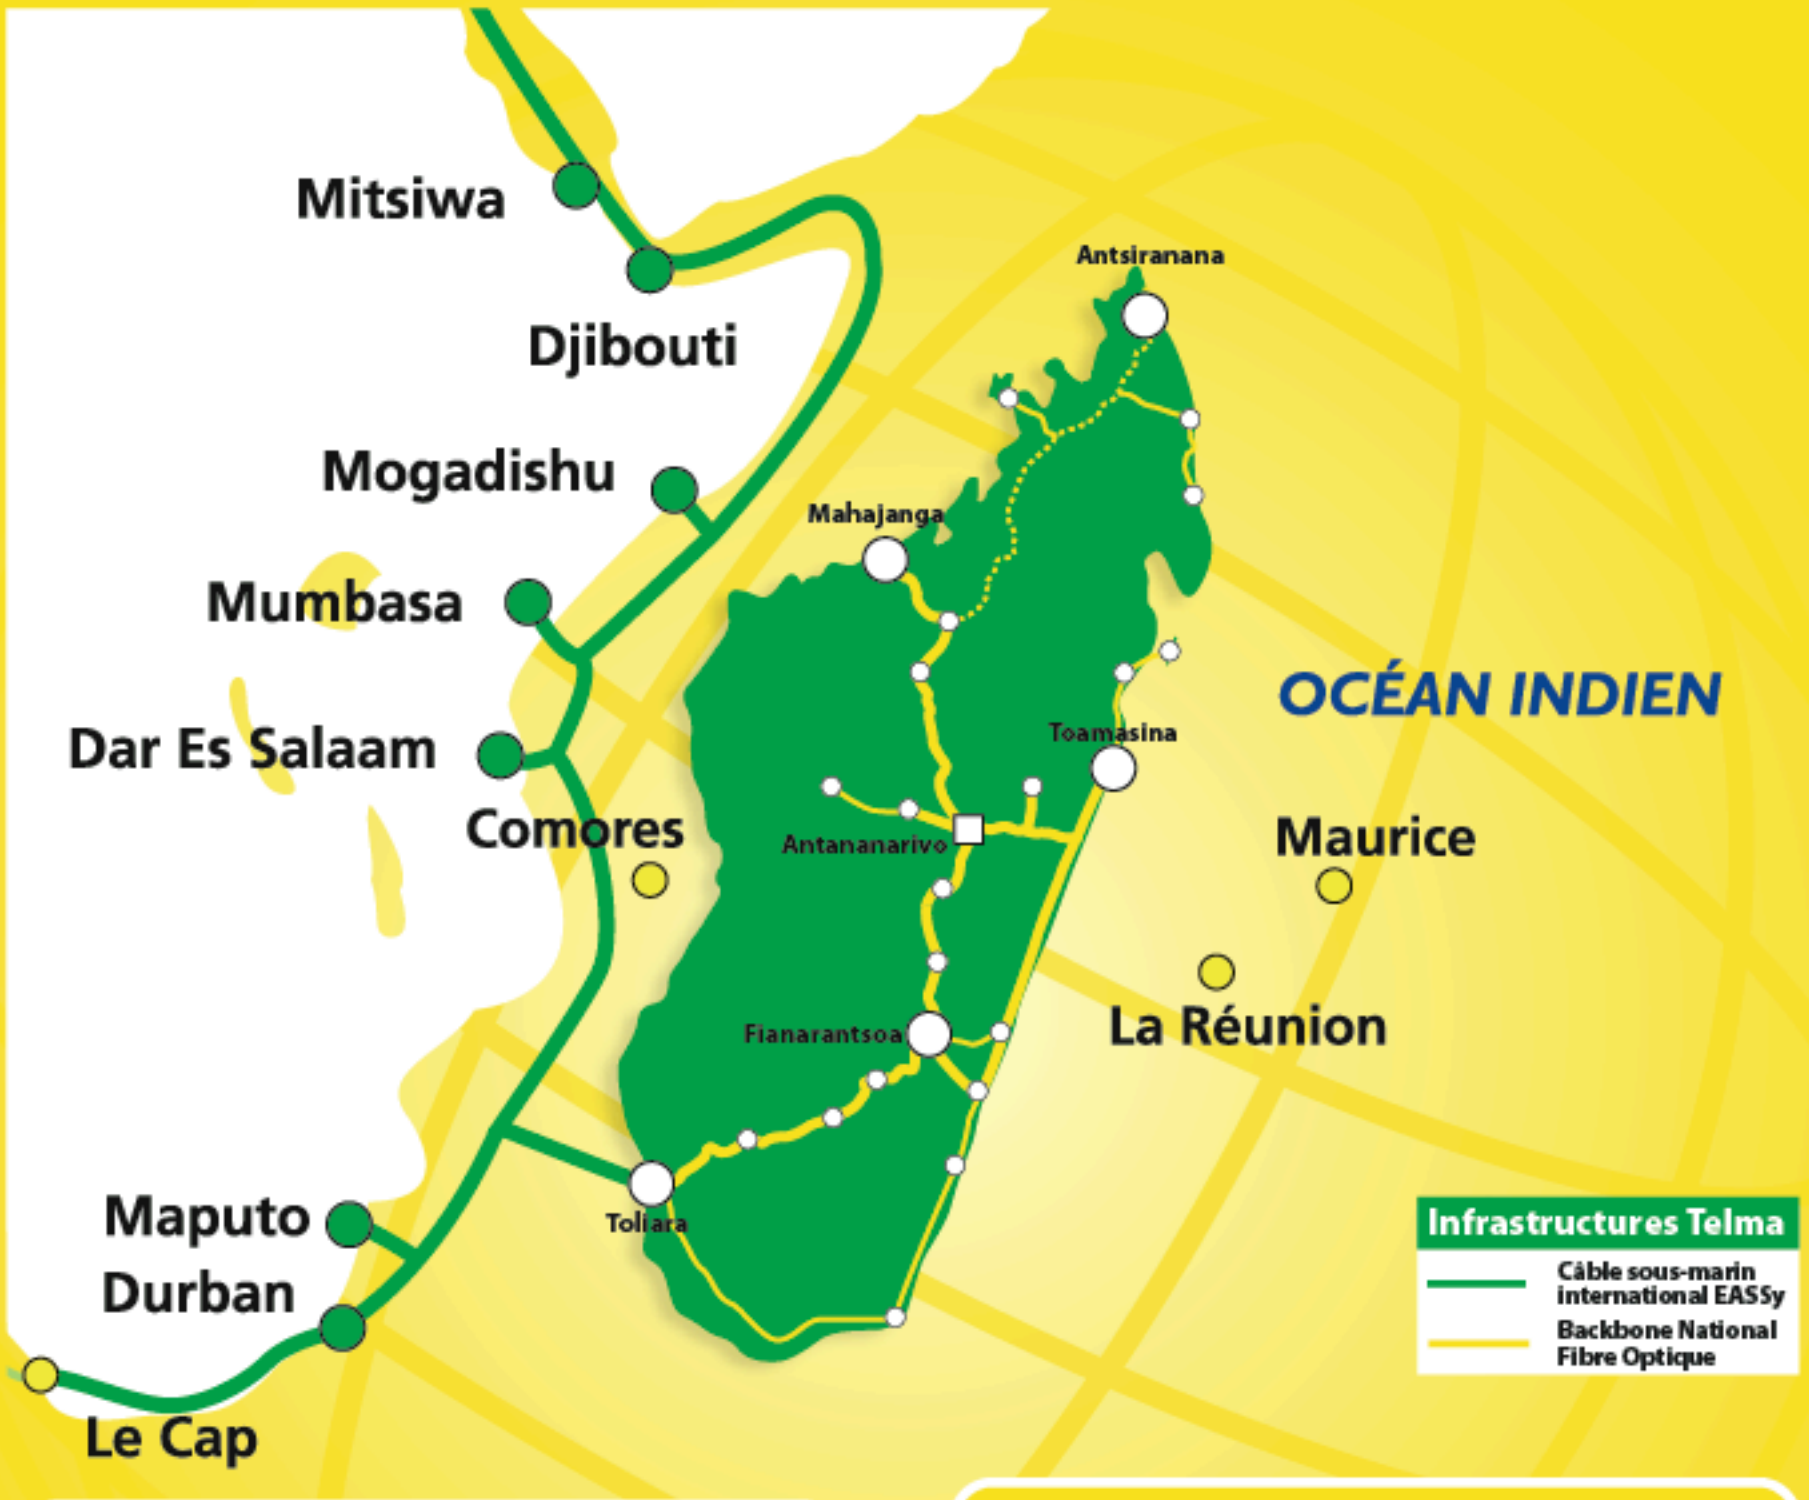 Mitsiwa
Antsiranana
Djibouti
Mogadishu
Mahajanga
Mumbasa
OCÉAN INDIEN
Toamasina
Dar Es Salaam
Comores
Antananarivo
Maurice
Fianarantsoa
La Réunion
Maputo
Toliara
Durban
Le Cap
Infrastructures Telma
Câble sous-marin
international EASSy
Backbone National
Fibre Optique